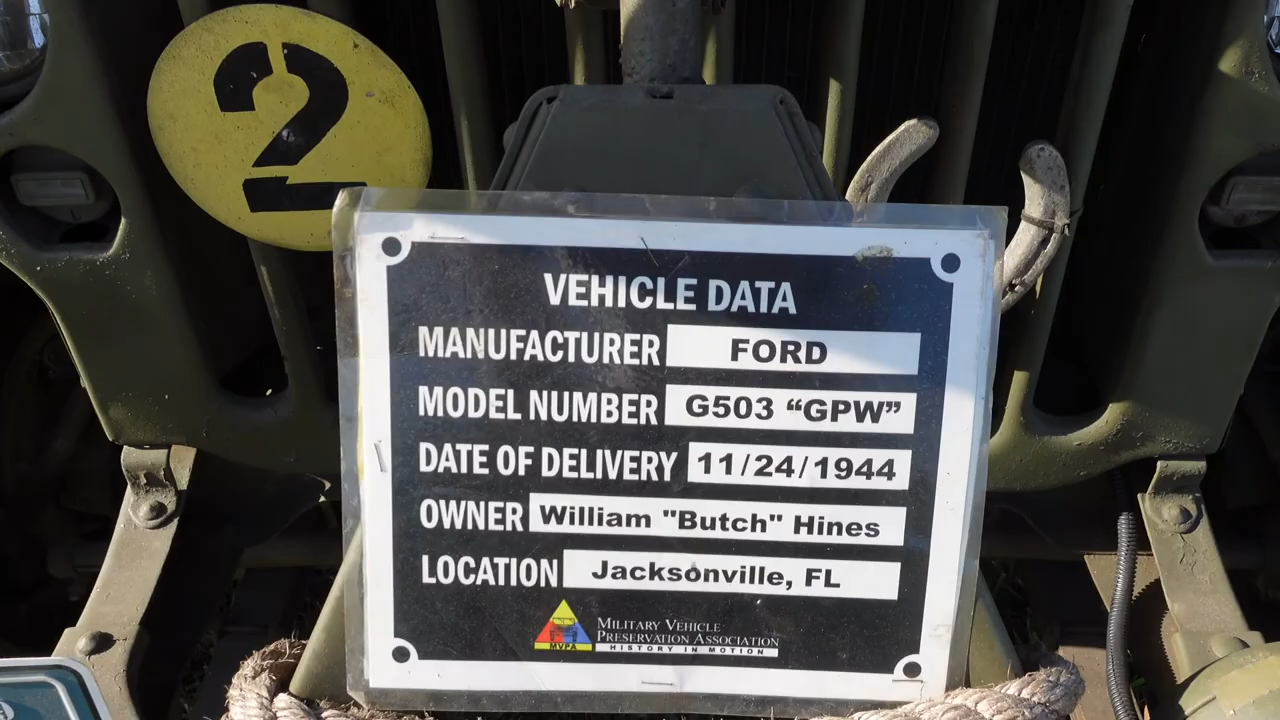 2
VEHICLE DATA
MANUFACTURER FORD
MODEL NUMBER G503 “GPW”
DATE OF DELIVERY 11/24/1944
OWNER William "Butch" Hines
LOCATION Jacksonville, FL
MVPA
MILITARY VEHICLE
PRESERVATION ASSOCIATION
HISTORY IN MOTION